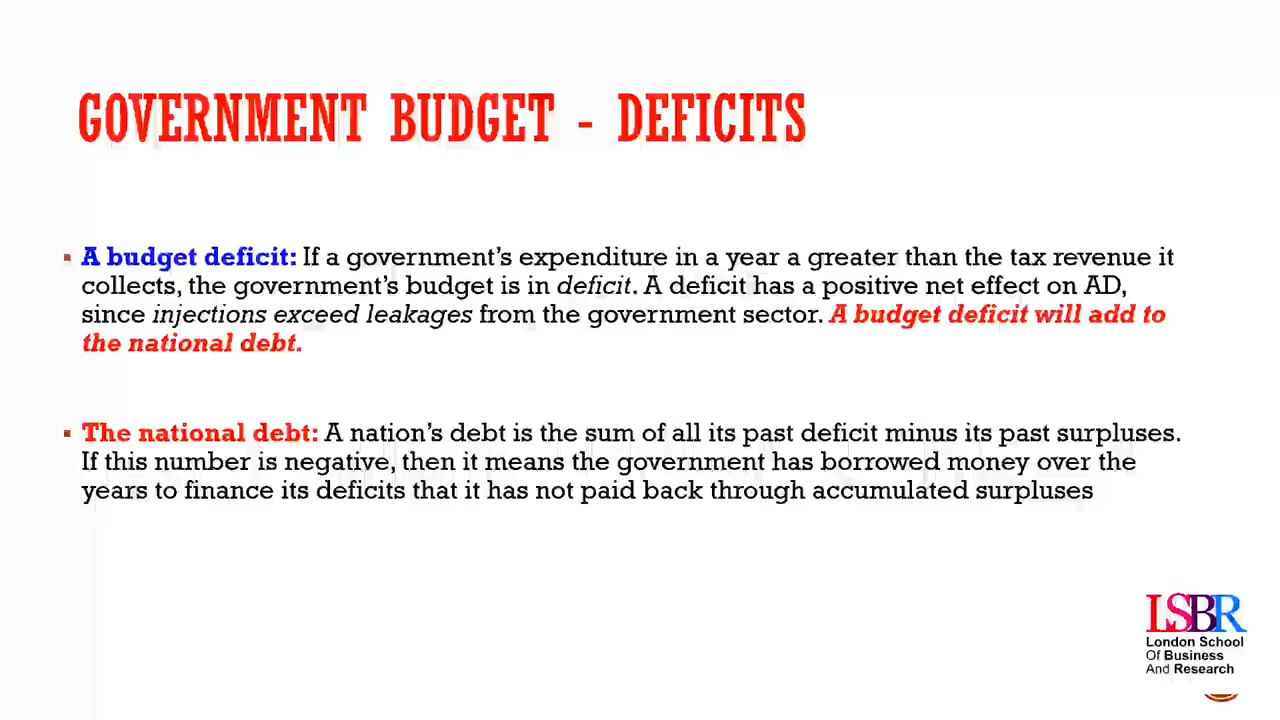 GOVERNMENT BUDGET - DEFICITS
▪ A budget deficit: If a government's expenditure in a year a greater than the tax revenue it
collects, the government's budget is in deficit. A deficit has a positive net effect on AD,
since injections exceed leakages from the government sector. A budget deficit will add to
the national debt.
▪ The national debt: A nation's debt is the sum of all its past deficit minus its past surpluses.
If this number is negative, then it means the government has borrowed money over the
years to finance its deficits that it has not paid back through accumulated surpluses
LSBR
London School
Of Business
And Research